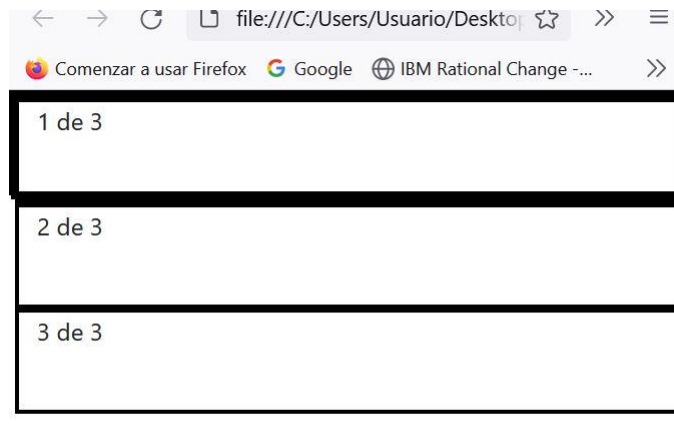 file:///C:/Users/Usuario/Desktop
Comenzar a usar Firefox Google IBM Rational Change -...
1 de 3
2 de 3
3 de 3